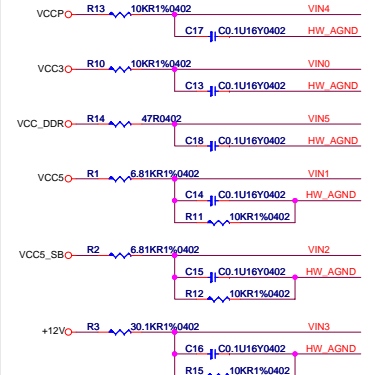 VCCP R13 10KR1%0402 VIN4
C17 C0.1U16Y0402 HW_AGND
VCC3 R10 10KR1%0402 VIN0
C13 C0.1U16Y0402 HW_AGND
VCC_DDR R14 47R0402 VIN5
C18 C0.1U16Y0402 HW_AGND
VCC5 R1 6.81KR1%0402 VIN1
C14 C0.1U16Y0402 HW_AGND
R11 10KR1%0402
VCC5_SB R2 6.81KR1%0402 VIN2
C15 C0.1U16Y0402 HW_AGND
R12 10KR1%0402
+12V R3 30.1KR1%0402 VIN3
C16 C0.1U16Y0402 HW_AGND
R15 10KR1%0402